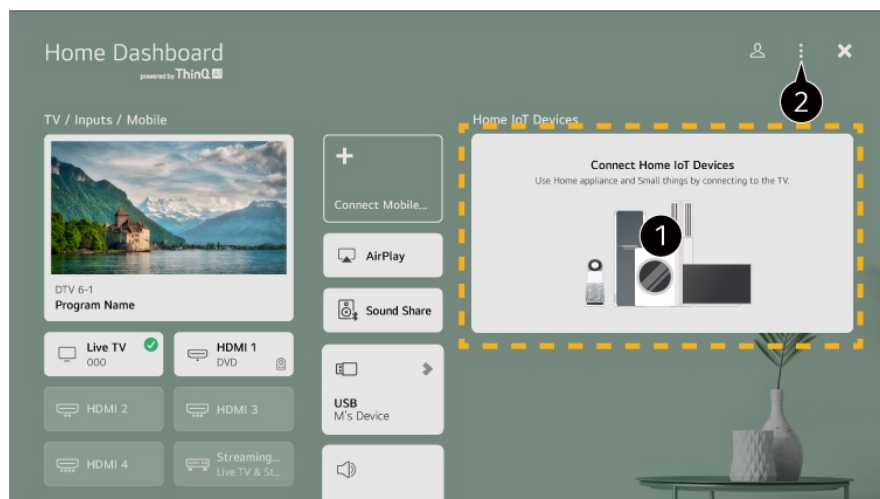 Home Dashboard
powered by ThinQ AI
2
TV / Inputs / Mobile
DTV 6-1
Program Name
Live TV
000
HDMI 1
DVD
HDMI 2
HDMI 3
HDMI 4
Streaming...
Live TV & St...
Connect Mobile...
AirPlay
Sound Share
USB
M's Device
Home IoT Devices
Connect Home IoT Devices
Use Home appliance and Small things by connecting to the TV.
1